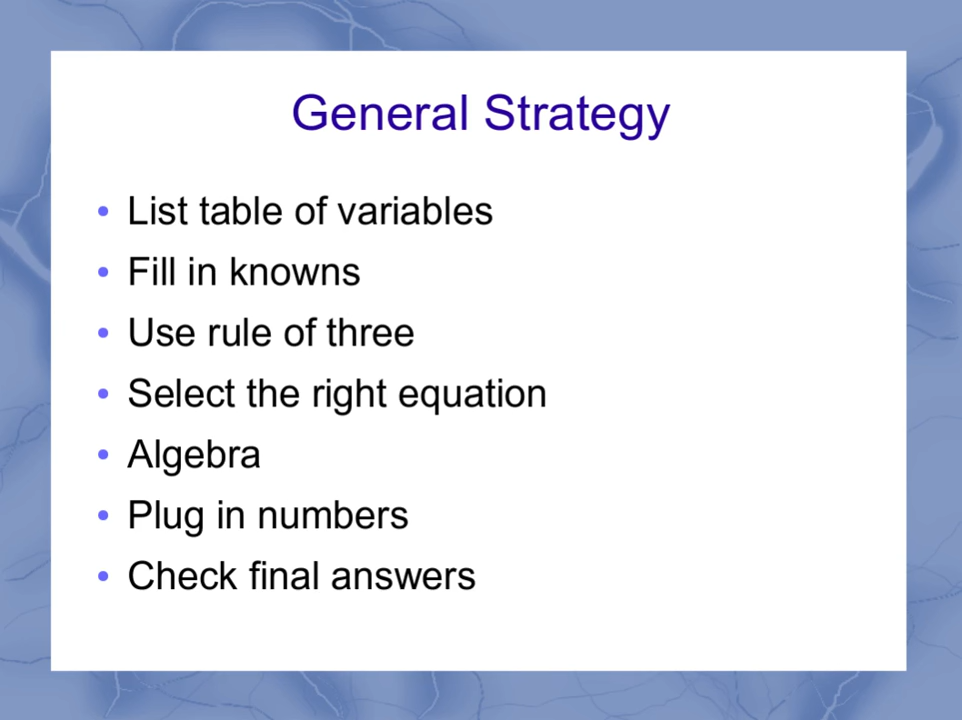 General Strategy
List table of variables
Fill in knowns
Use rule of three
Select the right equation
Algebra
Plug in numbers
Check final answers